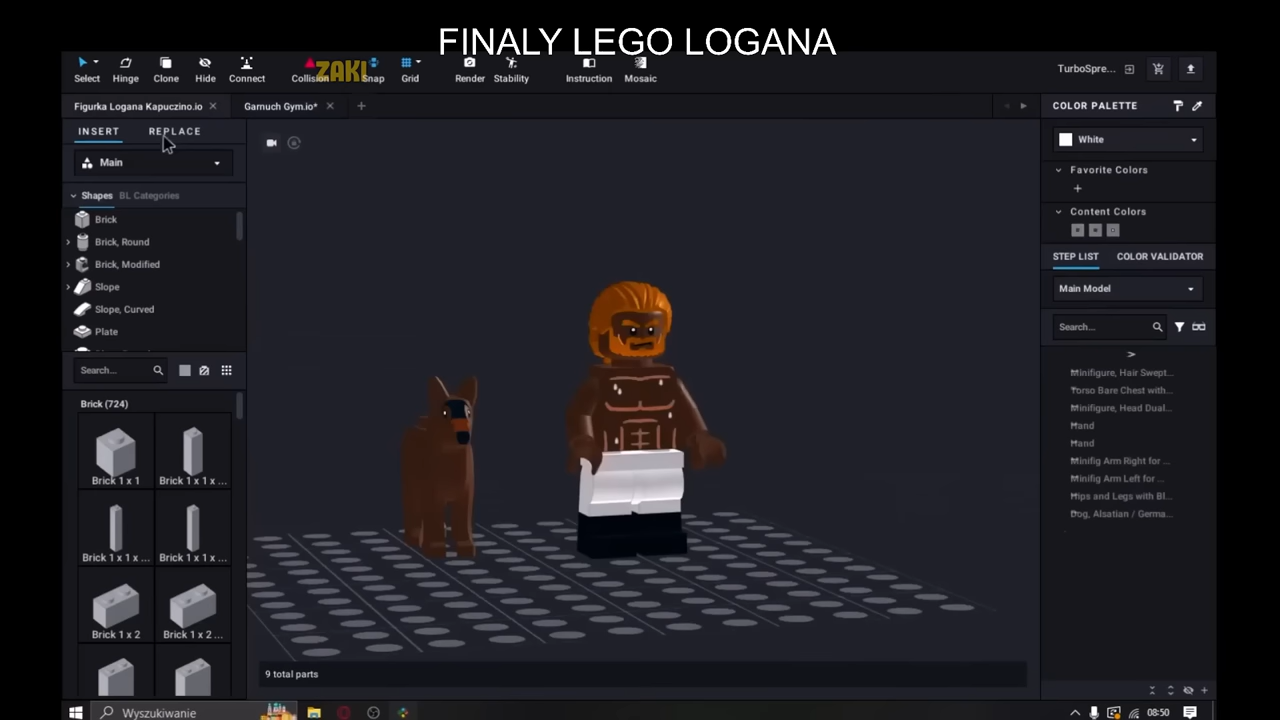 FINALY LEGO LOGANA
Select Hinge Clone Hide Connect Collision ZAKI Snap Grid Render Stability Instruction Mosaic TurboSpre...
Figurka Logana Kapuczino.io Garnuch Gym.io* COLOR PALETTE
INSERT REPLACE
White
Main
Favorite Colors
Shapes BL Categories
Content Colors
Brick
Brick, Round
STEP LIST COLOR VALIDATOR
Brick, Modified
Slope
Main Model
Slope, Curved
Search...
Plate
Search...
Minifigure, Hair Swept...
Torso Bare Chest with...
Brick (724)
Minifigure, Head Dual...
Hand
Hand
Minifig Arm Right for ...
Brick 1 x 1 Brick 1 x 1 x ...
Minifig Arm Left for ...
Hips and Legs with Bl...
Dog, Alsatian / Germa...
Brick 1 x 1 x ... Brick 1 x 1 x ...
Brick 1 x 2 Brick 1 x 2 ...
9 total parts
Wyszukiwanie 08:50